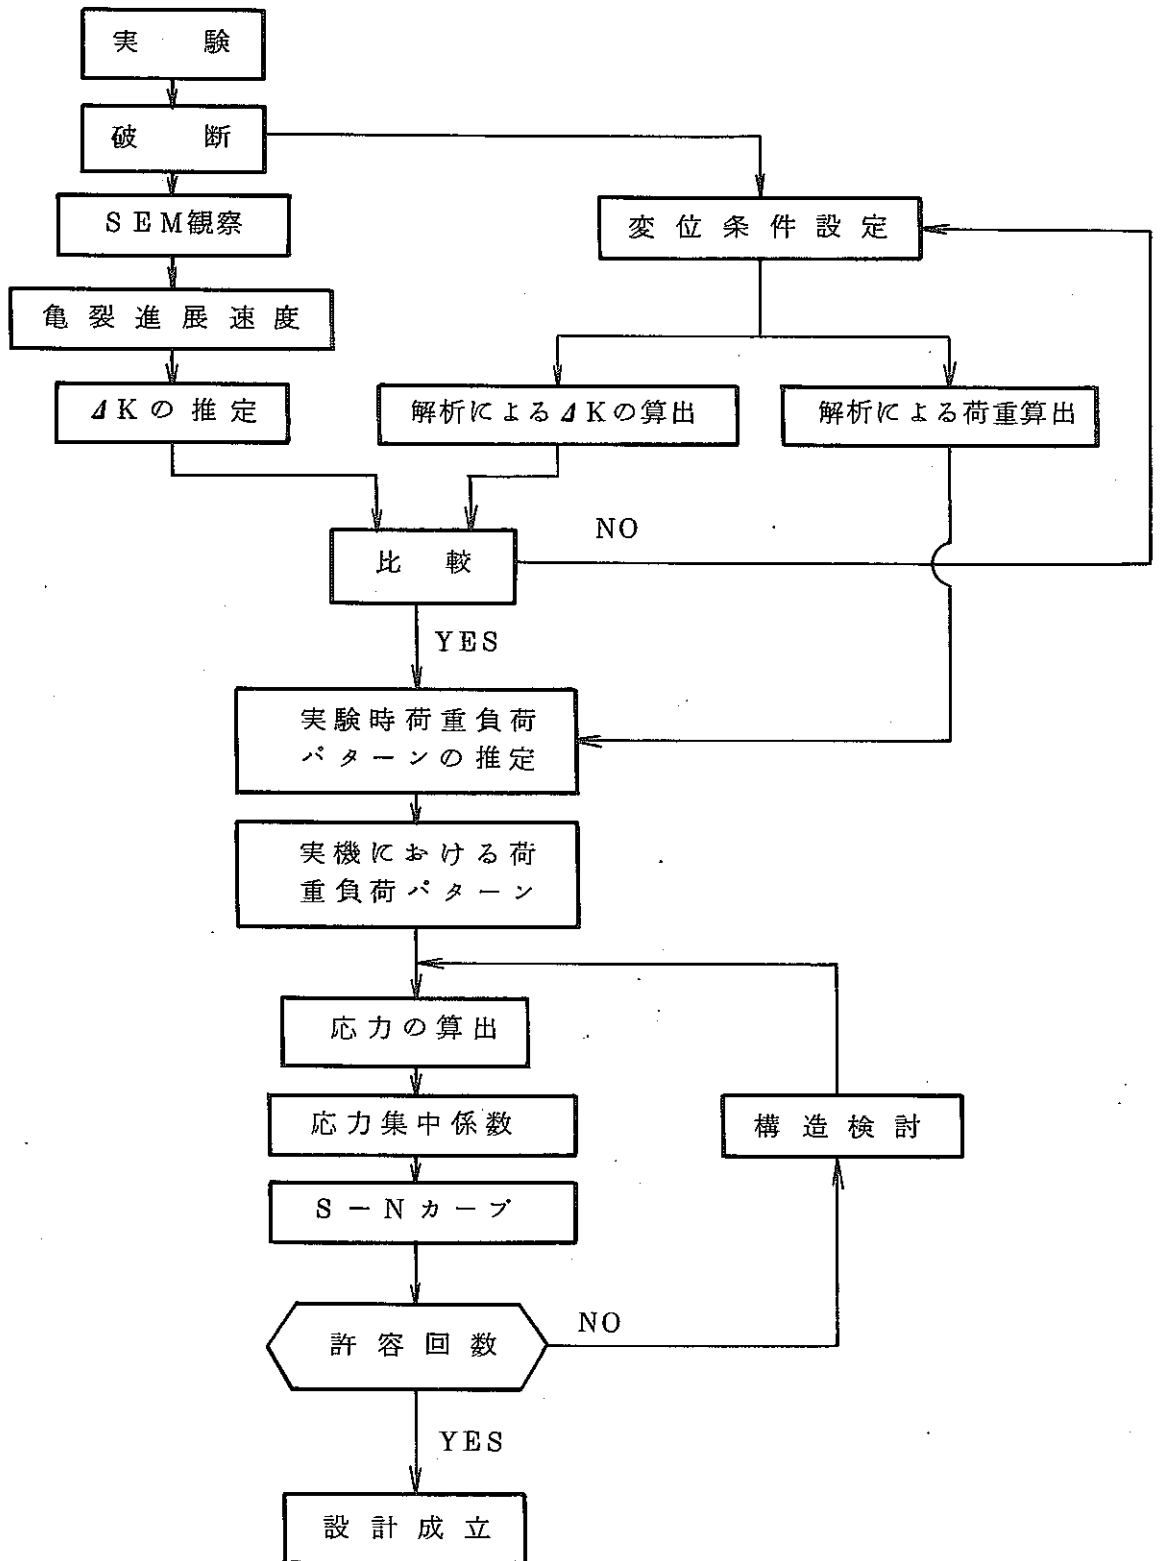 実験
破断
SEM観察
変位条件設定
亀裂進展速度
ΔKの推定
解析によるΔKの算出
解析による荷重算出
比較
NO
YES
実験時荷重負荷
パターンの推定
実機における荷
重負荷パターン
応力の算出
応力集中係数
構造検討
S－Nカーブ
許容回数
NO
YES
設計成立